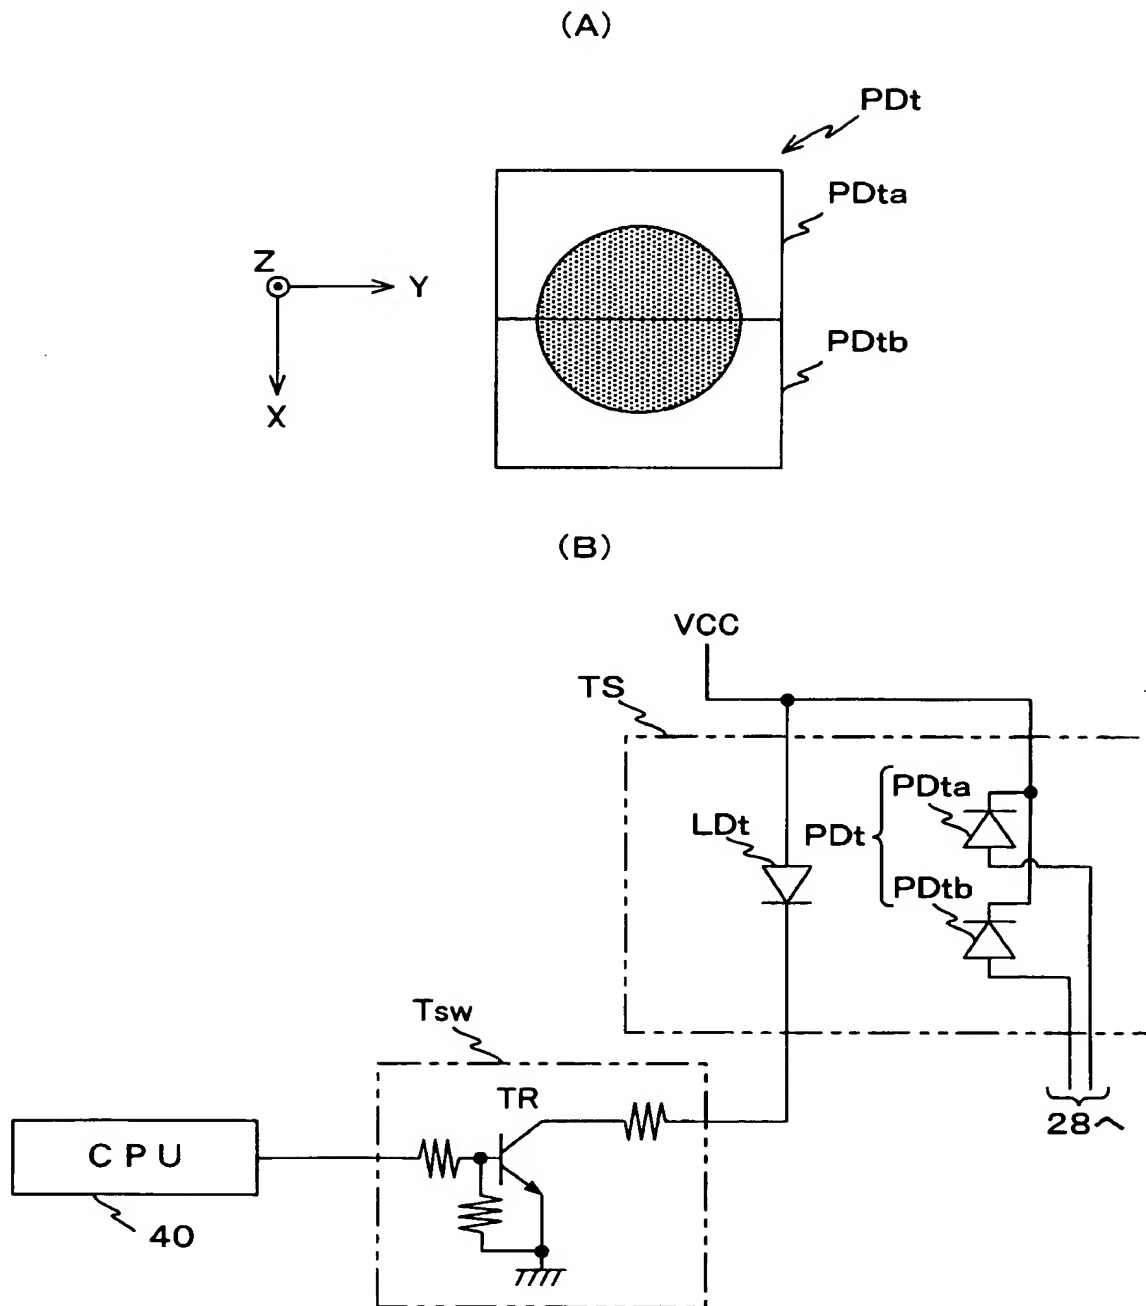 (A)
PDt
PDta
Z
Y
PDtb
X
(B)
VCC
TS
PDta
LDt
PDt
PDtb
Tsw
TR
28へ
CPU
40